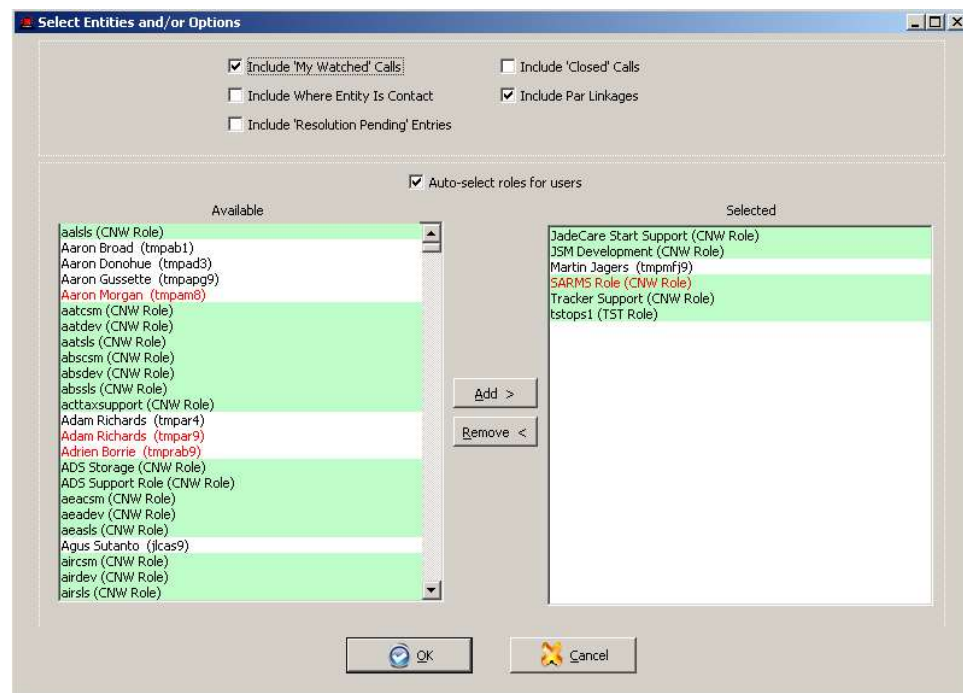 Select Entities and/or Options
Include 'My Watched' Calls
Include 'Closed' Calls
Include Where Entity Is Contact
Include Par Linkages
Include 'Resolution Pending' Entries
Auto-select roles for users
Available
Selected
aalsls (CNW Role)
Aaron Broad (tmpab1)
Aaron Donohue (tmpad3)
Aaron Gussette (tmpapg9)
Aaron Morgan (tmpam8)
aatcsm (CNW Role)
aatdev (CNW Role)
aatsls (CNW Role)
abscsm (CNW Role)
absdev (CNW Role)
abssls (CNW Role)
acttaxsupport (CNW Role)
Adam Richards (tmpar4)
Adam Richards (tmpar9)
Adrien Borrie (tmprab9)
ADS Storage (CNW Role)
ADS Support Role (CNW Role)
aeacsm (CNW Role)
aeadev (CNW Role)
aeasls (CNW Role)
Agus Sutanto (jlcas9)
aircsm (CNW Role)
airdev (CNW Role)
airsls (CNW Role)
Add >
Remove <
JadeCare Start Support (CNW Role)
JSM Development (CNW Role)
Martin Jagers (tmpmfj9)
SARMS Role (CNW Role)
Tracker Support (CNW Role)
tstops1 (TST Role)
OK
Cancel